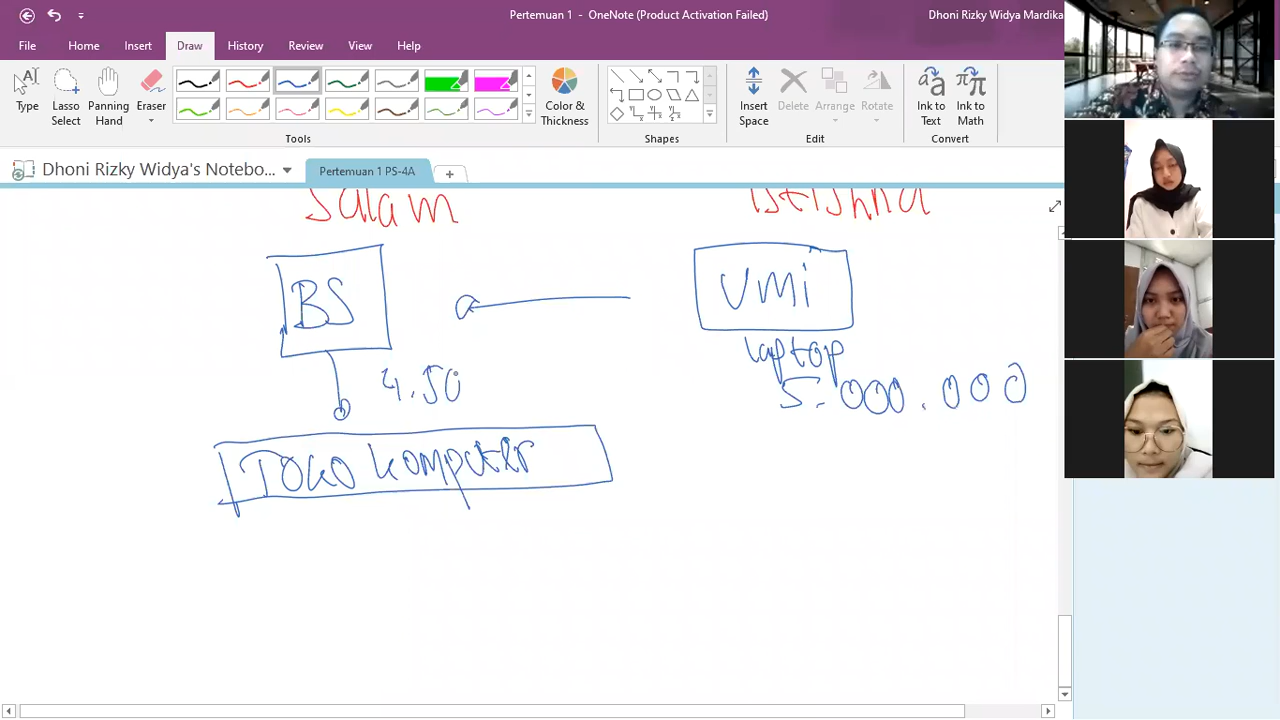 Pertemuan 1 - OneNote (Product Activation Failed)
Dhoni Rizky Widya Mardika
File Home Insert Draw History Review View Help
Type
Lasso Select
Panning Hand
Eraser
Color & Thickness
Insert Space
Delete
Arrange
Rotate
Ink to Text
Ink to Math
Tools
Shapes
Edit
Convert
Dhoni Rizky Widya's Notebo...
Pertemuan 1 PS-4A
Salam
Istishna
BS
UMi
laptop
4.50
5.000.000
Toko komputer